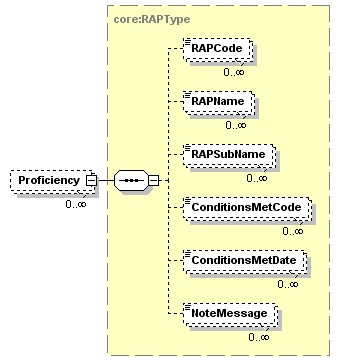 core:RAPType
RAPCode
0..∞
RAPName
0..∞
RAPSubName
0..∞
Proficiency
0..∞
ConditionsMetCode
0..∞
ConditionsMetDate
0..∞
NoteMessage
0..∞